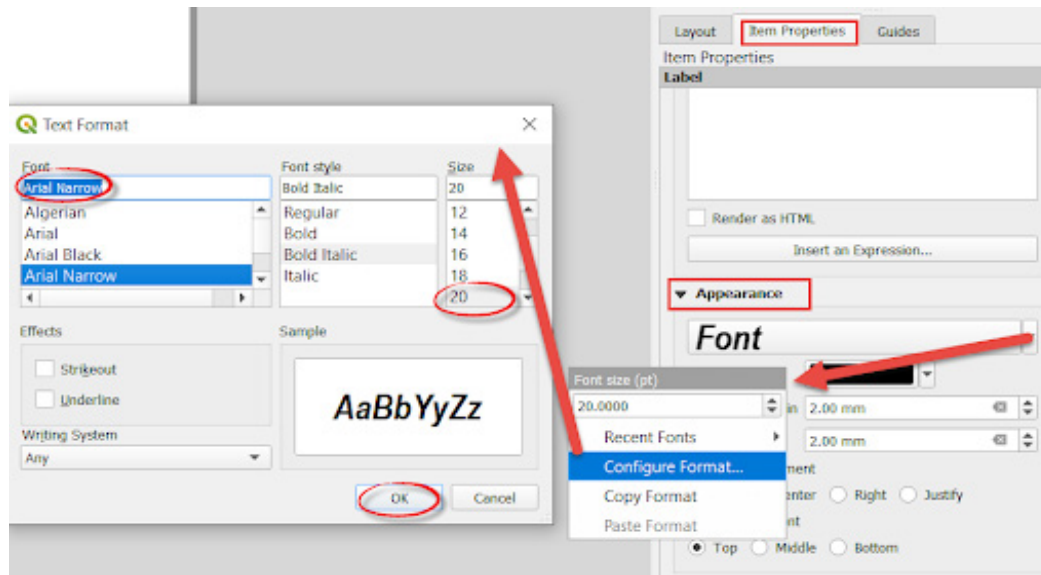 Layout
Item Properties
Guides
Item Properties
Label
Render as HTML
Insert an Expression...
Appearance
Font
Text Format
Font
Font style
Size
Arial Narrow
Bold Italic
20
Algerian
Regular
12
Arial
Bold
14
Arial Black
Bold Italic
16
Arial Narrow
Italic
18
20
Effects
Sample
Strikeout
Underline
AaBbYyZz
Writing System
Any
OK
Cancel
Font size (pt)
20.0000
Recent Fonts
Configure Format...
Copy Format
Paste Format
2.00 mm
2.00 mm
Right
Justify
Top
Middle
Bottom